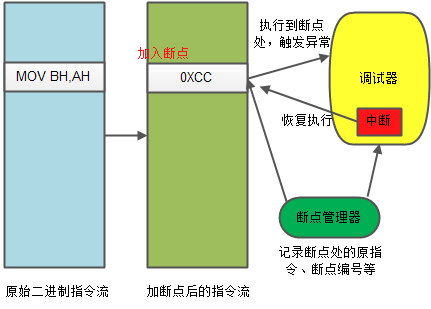 执行到断点
处，触发异常
加入断点
MOV BH,AH
0XCC
调试器
中断
恢复执行
断点管理器
记录断点处的原指
令、断点编号等
原始二进制指令流
加断点后的指令流